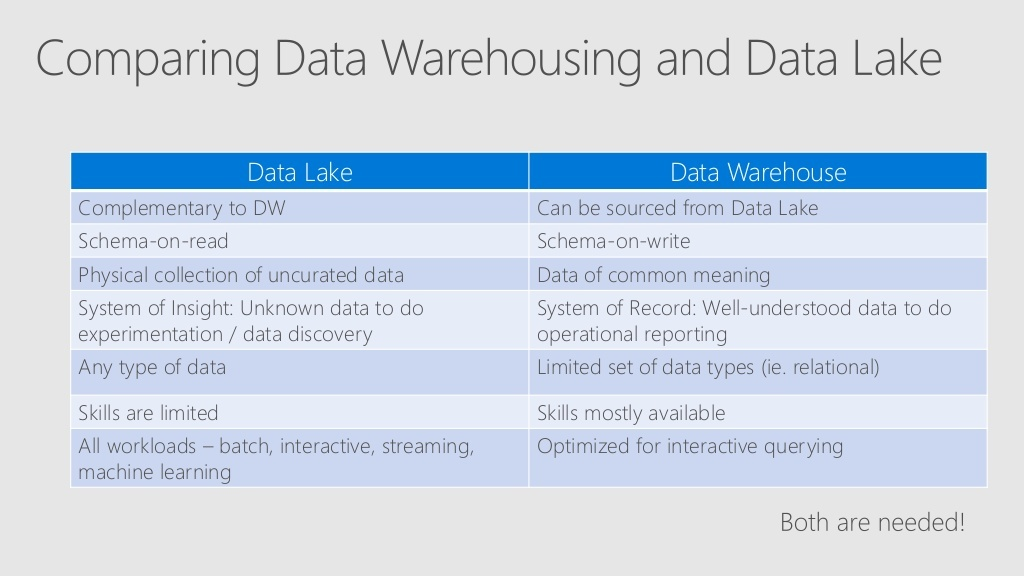 Comparing Data Warehousing and Data Lake
Data Lake
Data Warehouse
Complementary to DW
Can be sourced from Data Lake
Schema-on-read
Schema-on-write
Physical collection of uncurated data
Data of common meaning
System of Insight: Unknown data to do
experimentation / data discovery
System of Record: Well-understood data to do
operational reporting
Any type of data
Limited set of data types (ie. relational)
Skills are limited
Skills mostly available
All workloads – batch, interactive, streaming,
machine learning
Optimized for interactive querying
Both are needed!